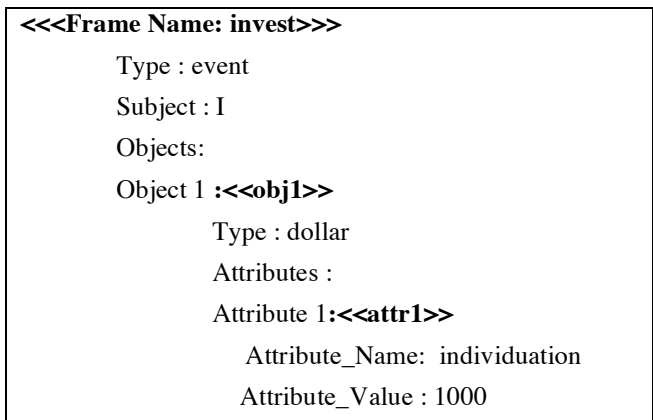 <<<Frame Name: invest>>>
Type : event
Subject : I
Objects:
Object 1 :<<obj1>>
Type : dollar
Attributes :
Attribute 1:<<attr1>>
Attribute_Name:  individuation
Attribute_Value : 1000